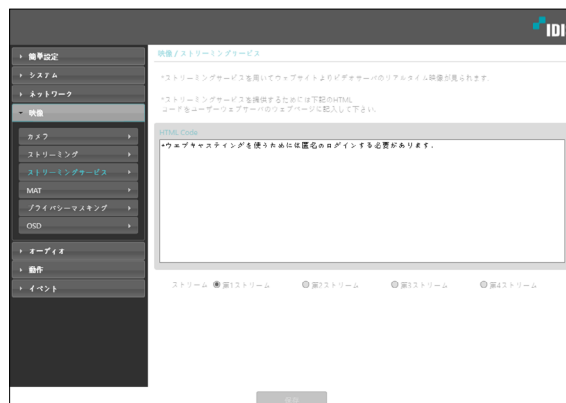 IDI
簡単設定
システム
ネットワーク
映像
カメラ
ストリーミング
ストリーミングサービス
MAT
プライバシーマスキング
OSD
オーディオ
動作
イベント
映像 / ストリーミングサービス
*ストリーミングサービスを用いてウェブサイトよりビデオサーバのリアルタイム映像が見られます.
*ストリーミングサービスを提供するためには下記のHTML
コードをユーザーウェブサーバのウェブページに記入して下さい.
HTML Code
*ウェブキャスティングを使うためには匿名のログインする必要があります.
ストリーム 第1ストリーム 第2ストリーム 第3ストリーム 第4ストリーム
保存